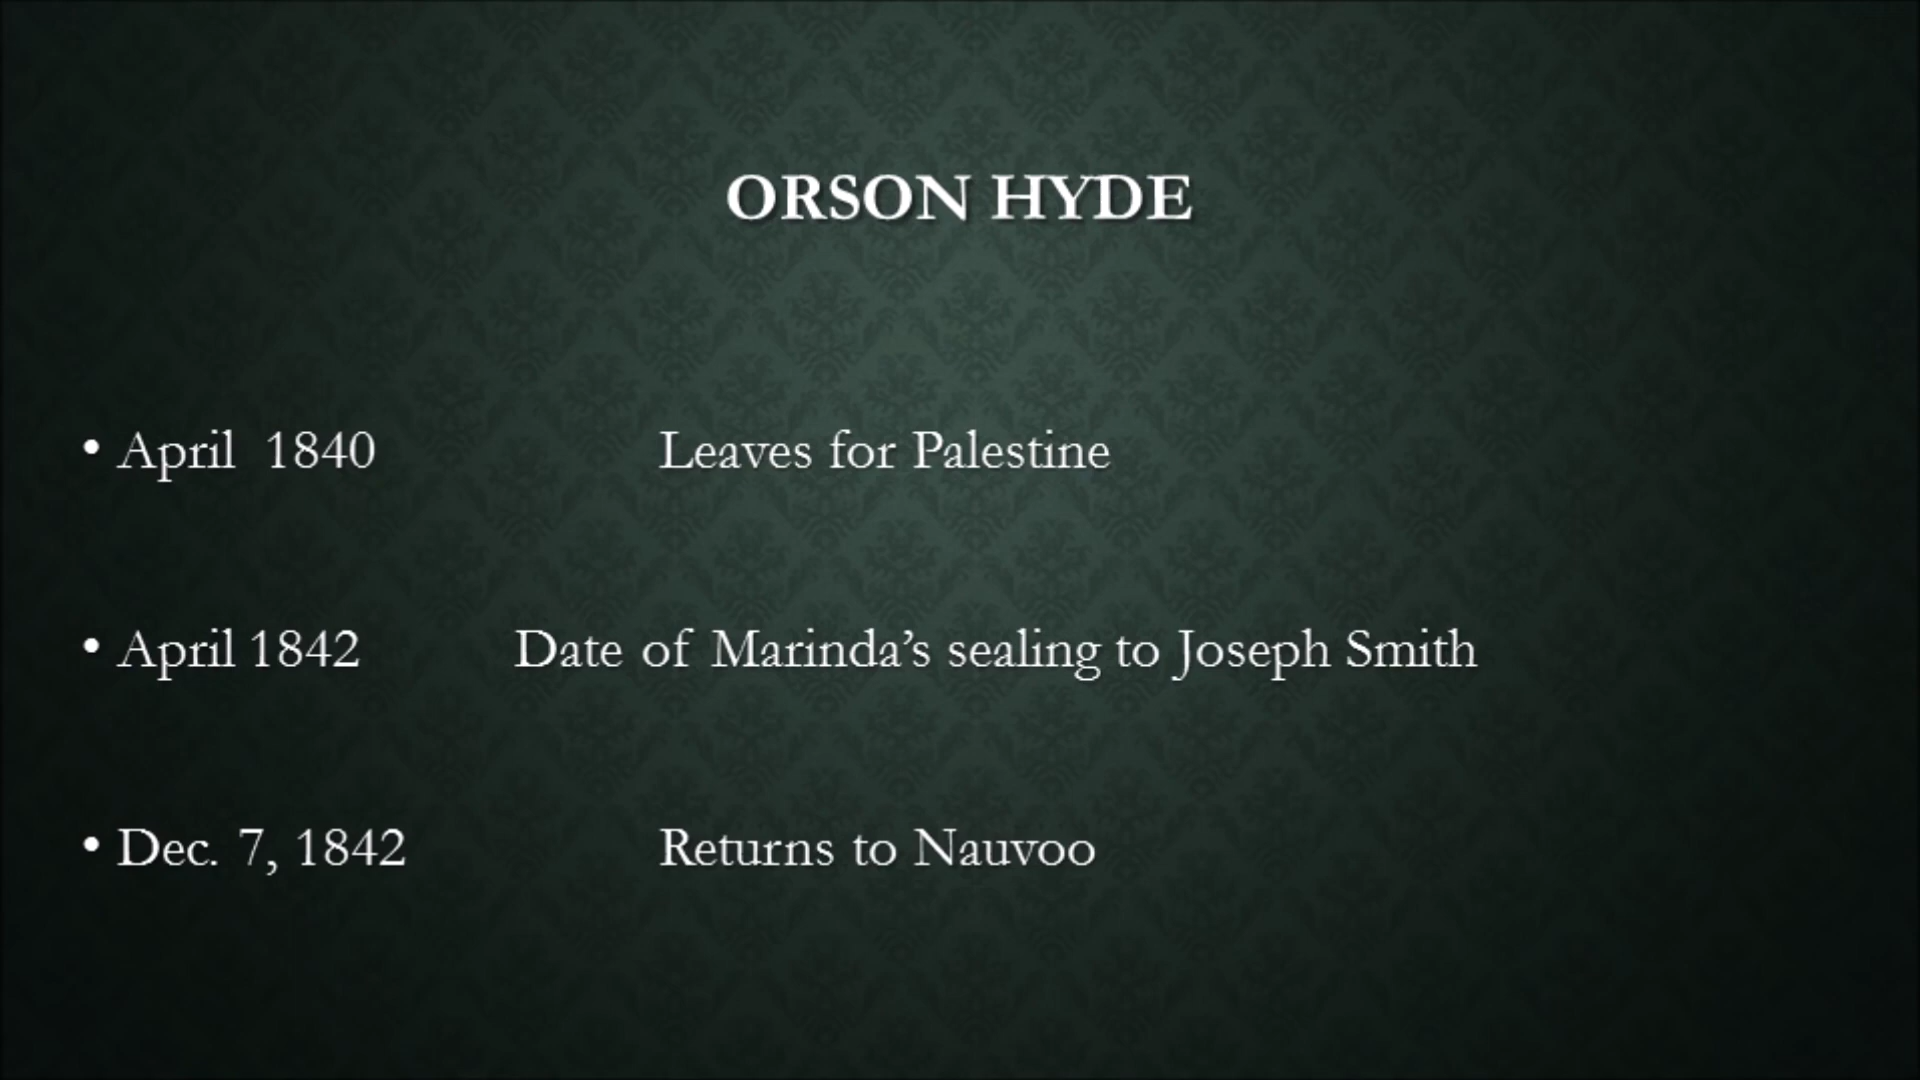 ORSON HYDE
• April 1840 Leaves for Palestine
• April 1842 Date of Marinda’s sealing to Joseph Smith
• Dec. 7, 1842 Returns to Nauvoo